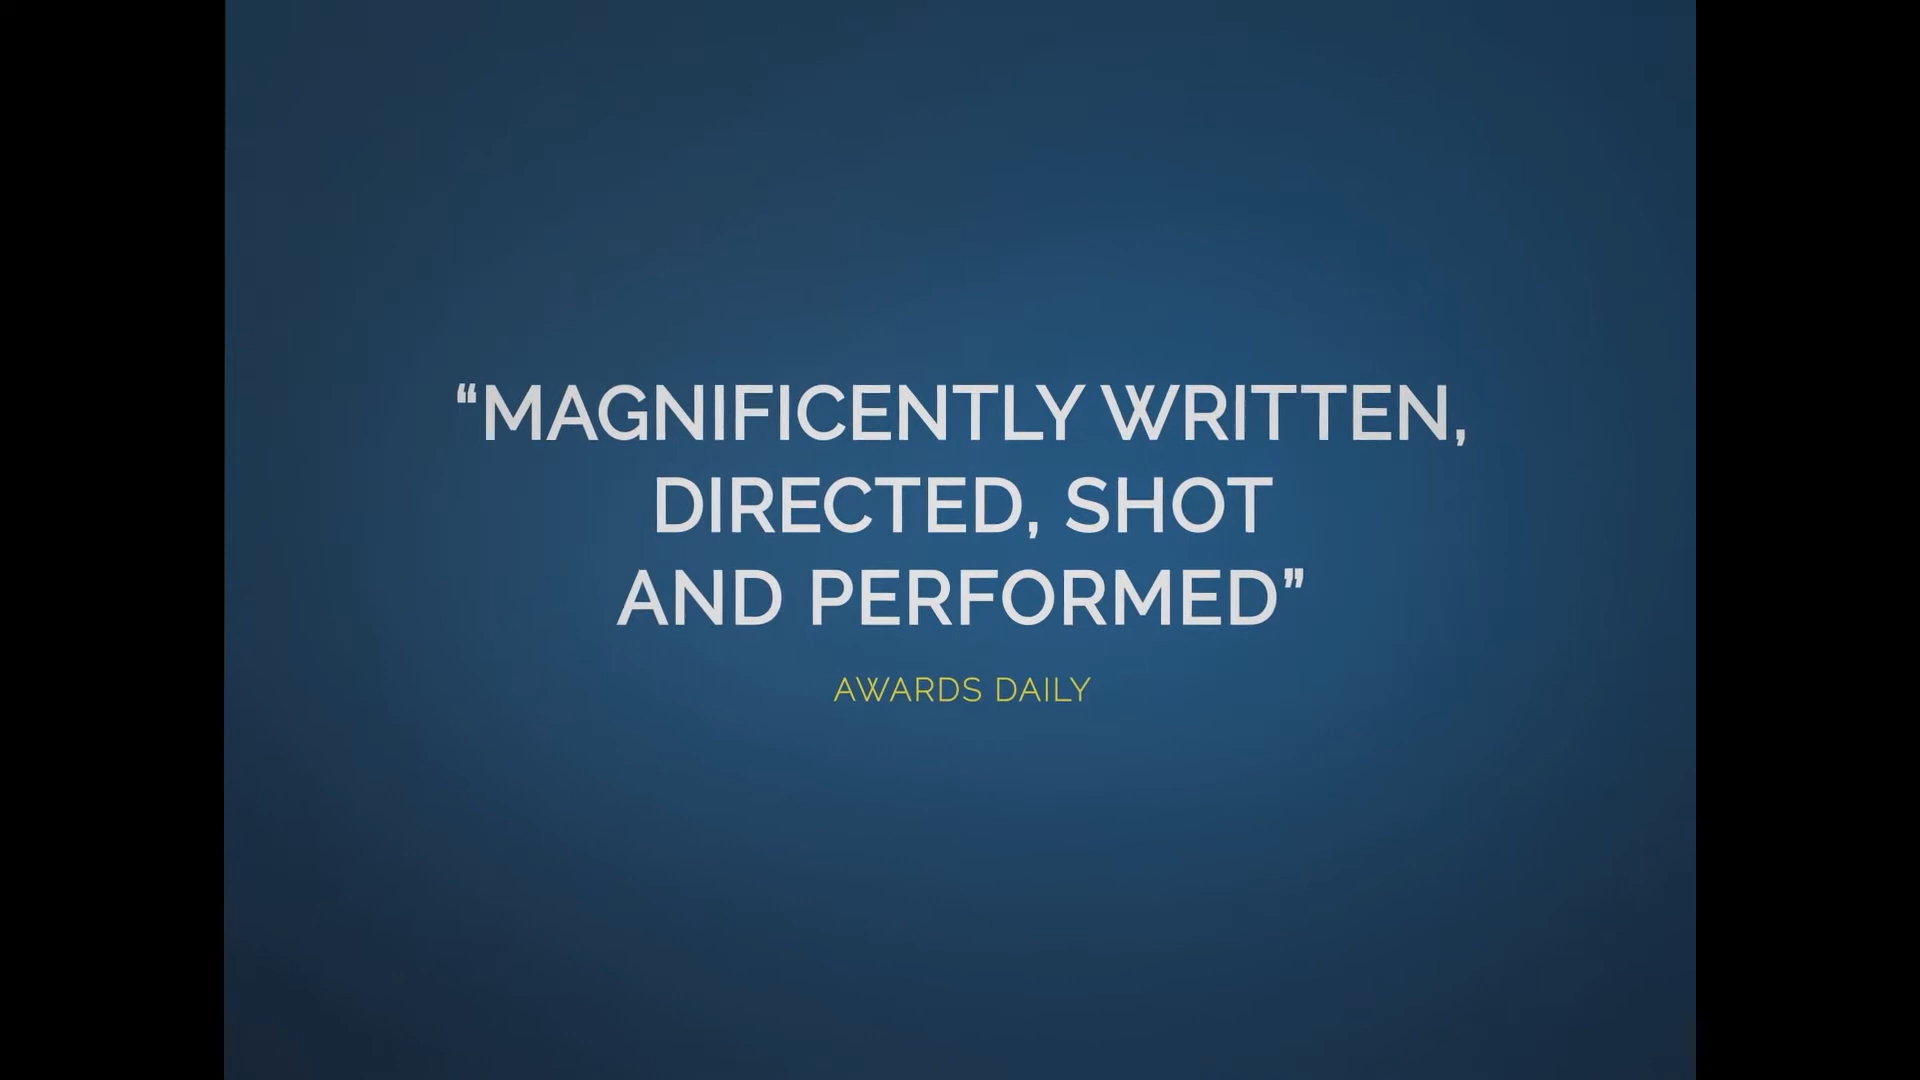 “MAGNIFICENTLY WRITTEN,
DIRECTED, SHOT
AND PERFORMED”
AWARDS DAILY